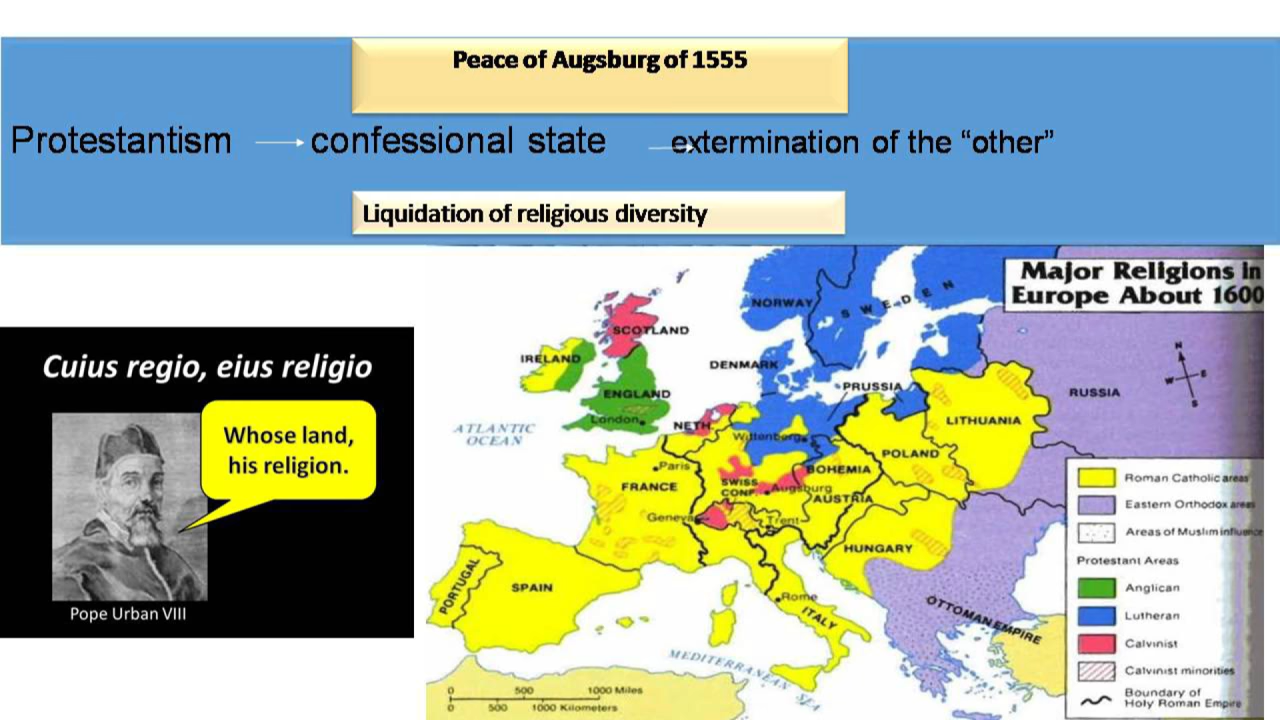 Peace of Augsburg of 1555
Protestantism confessional state extermination of the “other”
Liquidation of religious diversity
Cuius regio, eius religio
Whose land,
his religion.
Pope Urban VIII
Major Religions in
Europe About 1600
NORWAY
SWEDEN
SCOTLAND
IRELAND
DENMARK
ENGLAND
PRUSSIA
RUSSIA
London
NETH.
LITHUANIA
ATLANTIC
OCEAN
Wittenberg
POLAND
Paris
BOHEMIA
FRANCE
SWISS
CONF.
Augsburg
AUSTRIA
Geneva
Trent
HUNGARY
PORTUGAL
SPAIN
Rome
ITALY
OTTOMAN EMPIRE
MEDITERRANEAN SEA
N
W
E
S
Roman Catholic areas
Eastern Orthodox areas
Areas of Muslim influence
Protestant Areas
Anglican
Lutheran
Calvinist
Calvinist minorities
Boundary of
Holy Roman Empire
0 500 1000 Miles
0 500 1000 Kilometers